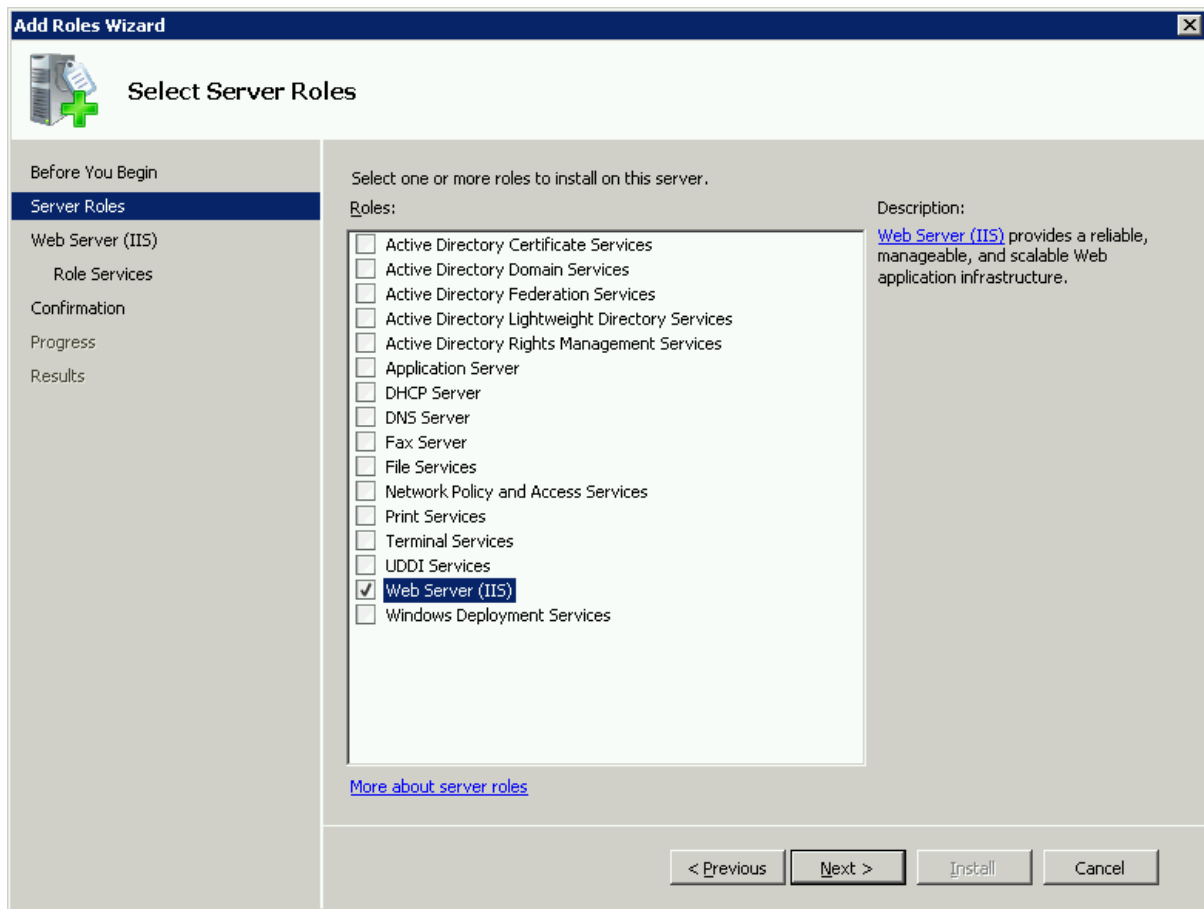 Add Roles Wizard
Select Server Roles
Before You Begin
Server Roles
Web Server (IIS)
Role Services
Confirmation
Progress
Results
Select one or more roles to install on this server.
Roles:
Active Directory Certificate Services
Active Directory Domain Services
Active Directory Federation Services
Active Directory Lightweight Directory Services
Active Directory Rights Management Services
Application Server
DHCP Server
DNS Server
Fax Server
File Services
Network Policy and Access Services
Print Services
Terminal Services
UDDI Services
Web Server (IIS)
Windows Deployment Services
More about server roles
Description:
Web Server (IIS) provides a reliable,
manageable, and scalable Web
application infrastructure.
< Previous
Next >
Install
Cancel